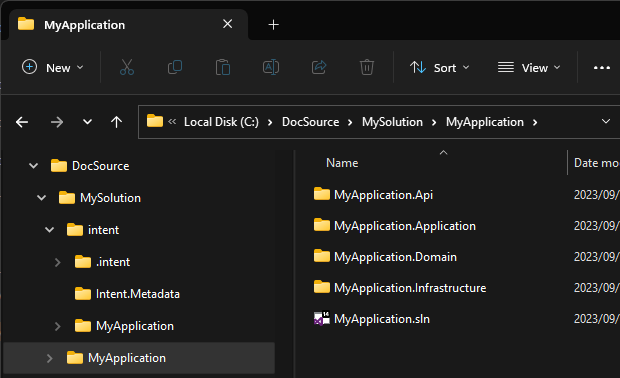 MyApplication
New
Sort
View
Local Disk (C:) DocSource MySolution MyApplication
DocSource
MySolution
intent
.intent
Intent.Metadata
MyApplication
MyApplication
Name Date mo
MyApplication.Api 2023/09/
MyApplication.Application 2023/09/
MyApplication.Domain 2023/09/
MyApplication.Infrastructure 2023/09/
14
MyApplication.sln 2023/09/